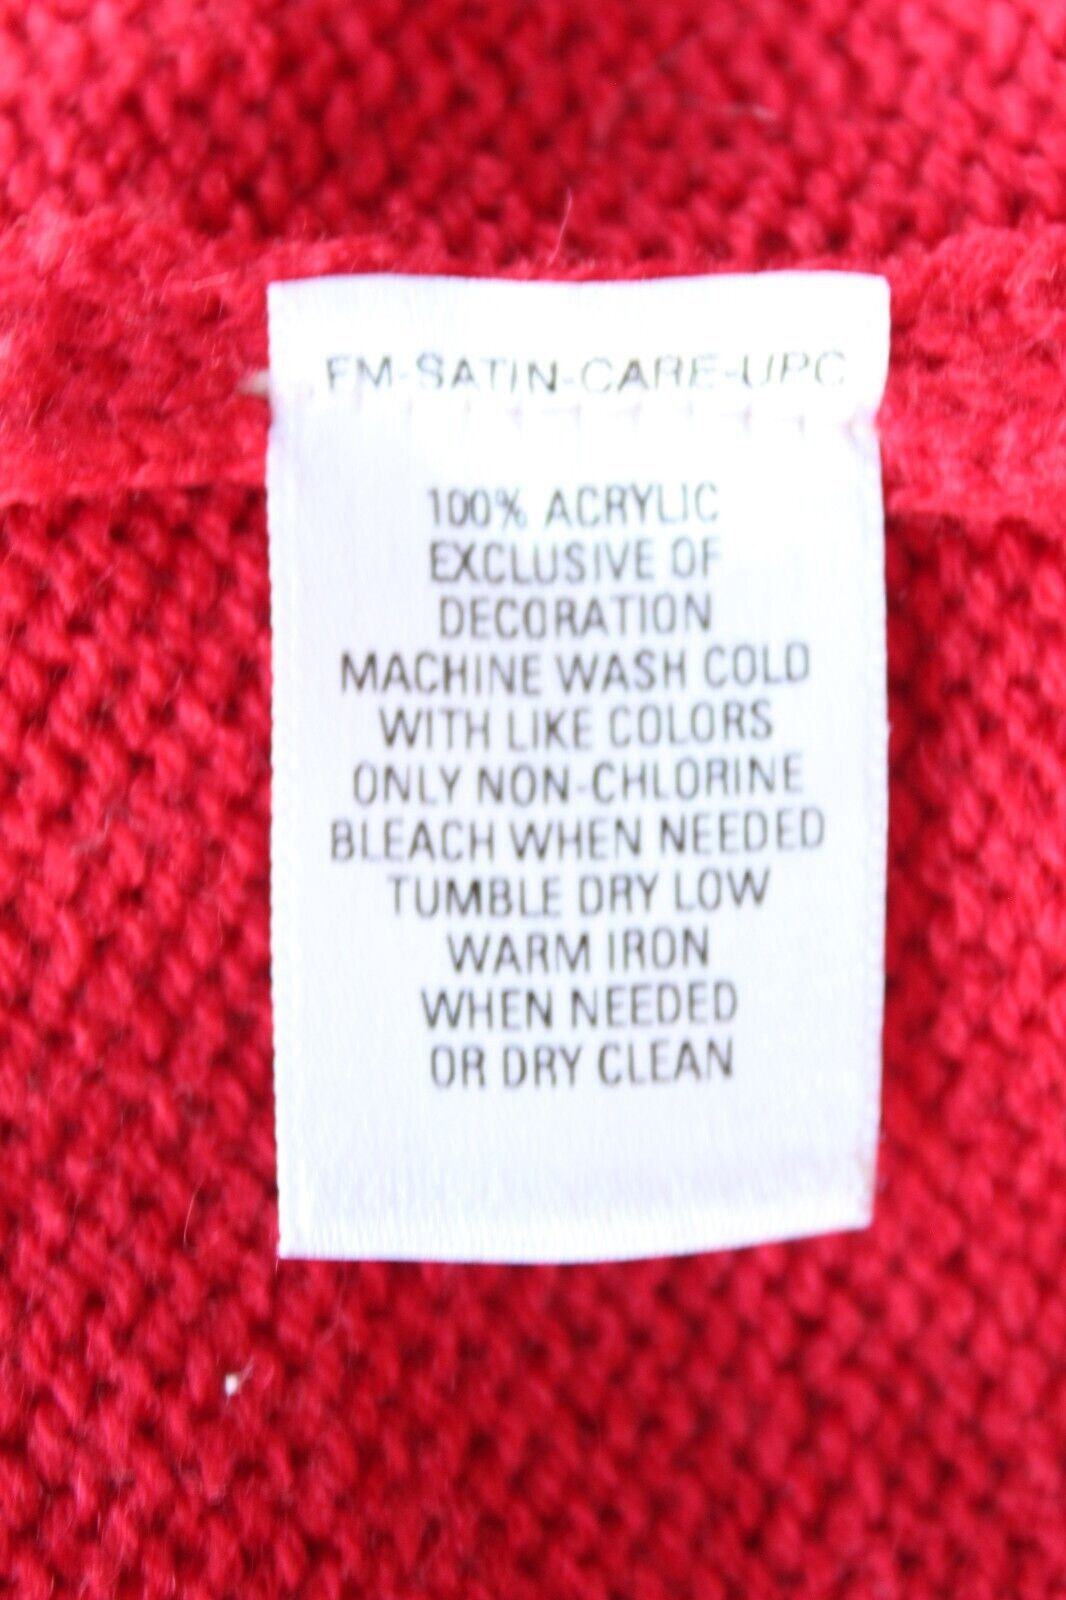 FM-SATIN-CARE-UPC
100% ACRYLIC
EXCLUSIVE OF
DECORATION
MACHINE WASH COLD
WITH LIKE COLORS
ONLY NON-CHLORINE
BLEACH WHEN NEEDED
TUMBLE DRY LOW
WARM IRON
WHEN NEEDED
OR DRY CLEAN